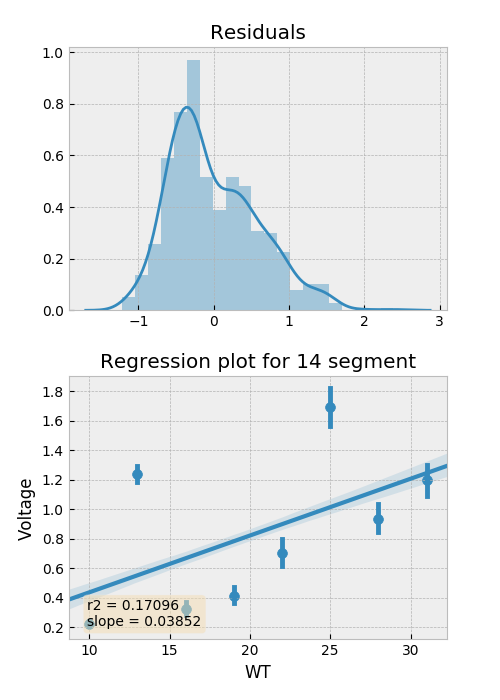 Residuals
1.0
0.8
0.6
0.4
0.2
0.0
−1 0 1 2 3
Regression plot for 14 segment
1.8
1.6
1.4
1.2
1.0
0.8
0.6
0.4
0.2
Voltage
r2 = 0.17096
slope = 0.03852
10 15 20 25 30
WT